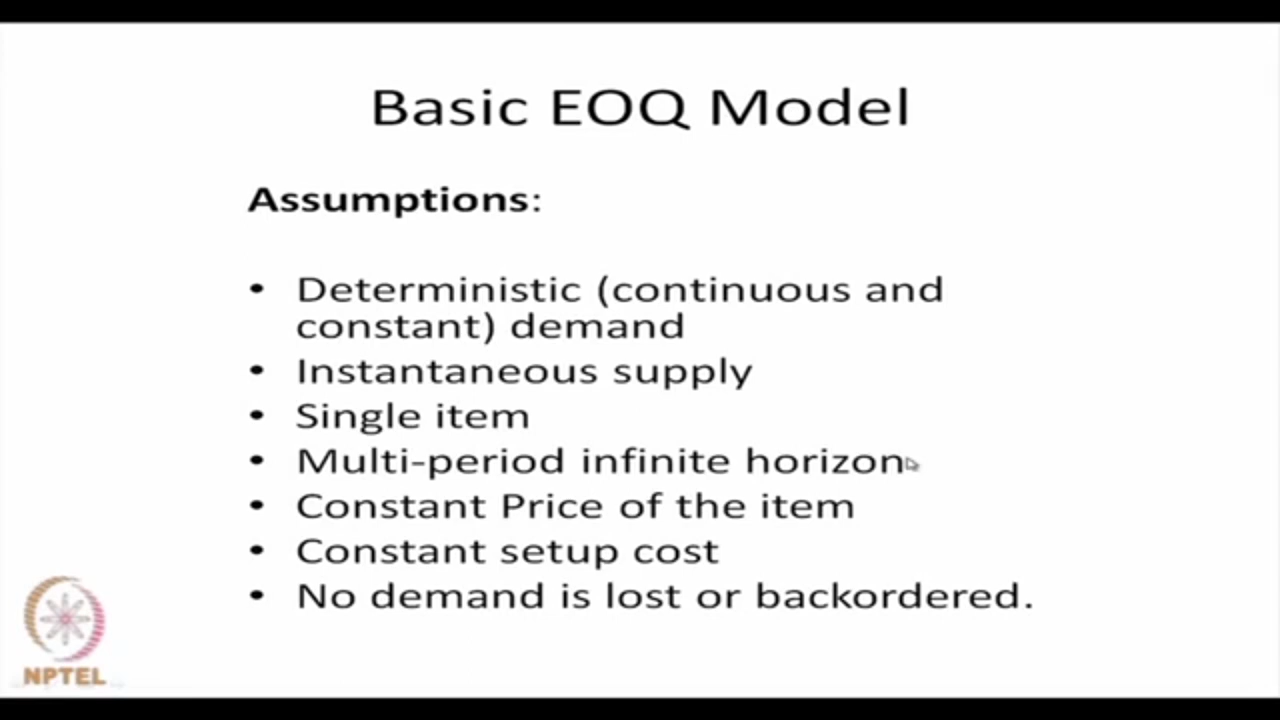 Basic EOQ Model
Assumptions:
• Deterministic (continuous and
constant) demand
• Instantaneous supply
• Single item
• Multi-period infinite horizon
• Constant Price of the item
• Constant setup cost
• No demand is lost or backordered.
NPTEL